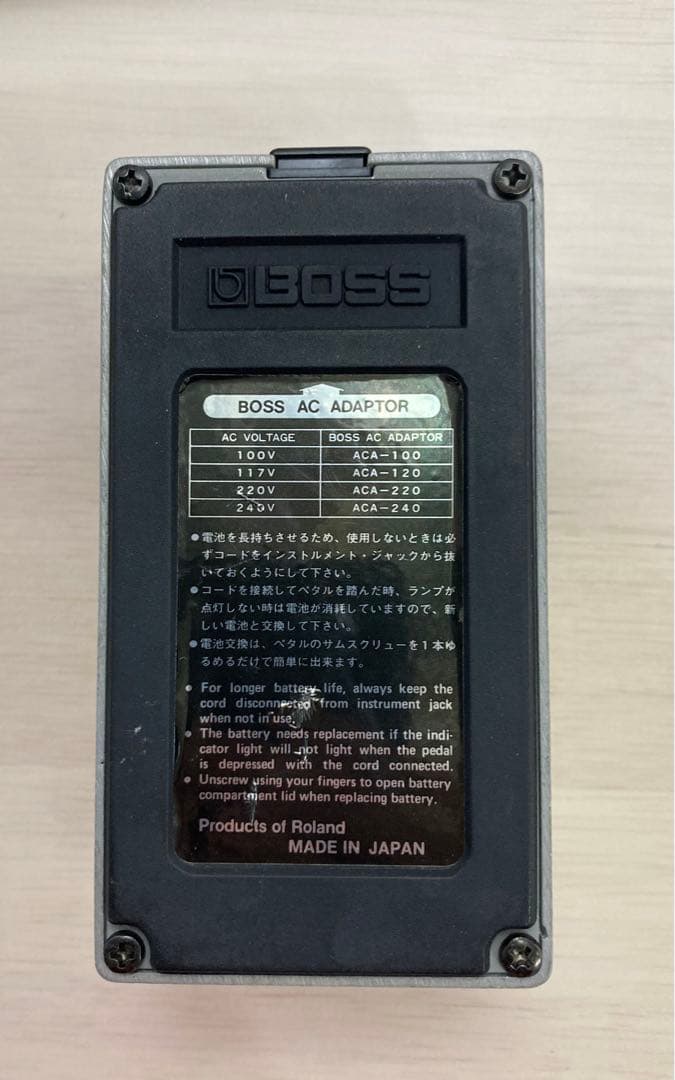 BOSS
BOSS AC ADAPTOR
AC VOLTAGE BOSS AC ADAPTOR
100V ACA-100
117V ACA-120
220V ACA-220
240V ACA-240
●電池を長持ちさせるため、使用しないときは必
ずコードをインストルメント・ジャックから抜
いておくようにして下さい。
●コードを接続してペタルを踏んだ時、ランプが
点灯しない時は電池が消耗していますので、新
しい電池と交換して下さい。
●電池交換は、ペタルのサムスクリューを1本ゆ
るめるだけで簡単に出来ます。
● For longer battery life, always keep the
cord disconnected from instrument jack
when not in use.
● The battery needs replacement if the indi-
cator light will not light when the pedal
is depressed with the cord connected.
● Unscrew using your fingers to open battery
compartment lid when replacing battery.
Products of Roland
MADE IN JAPAN